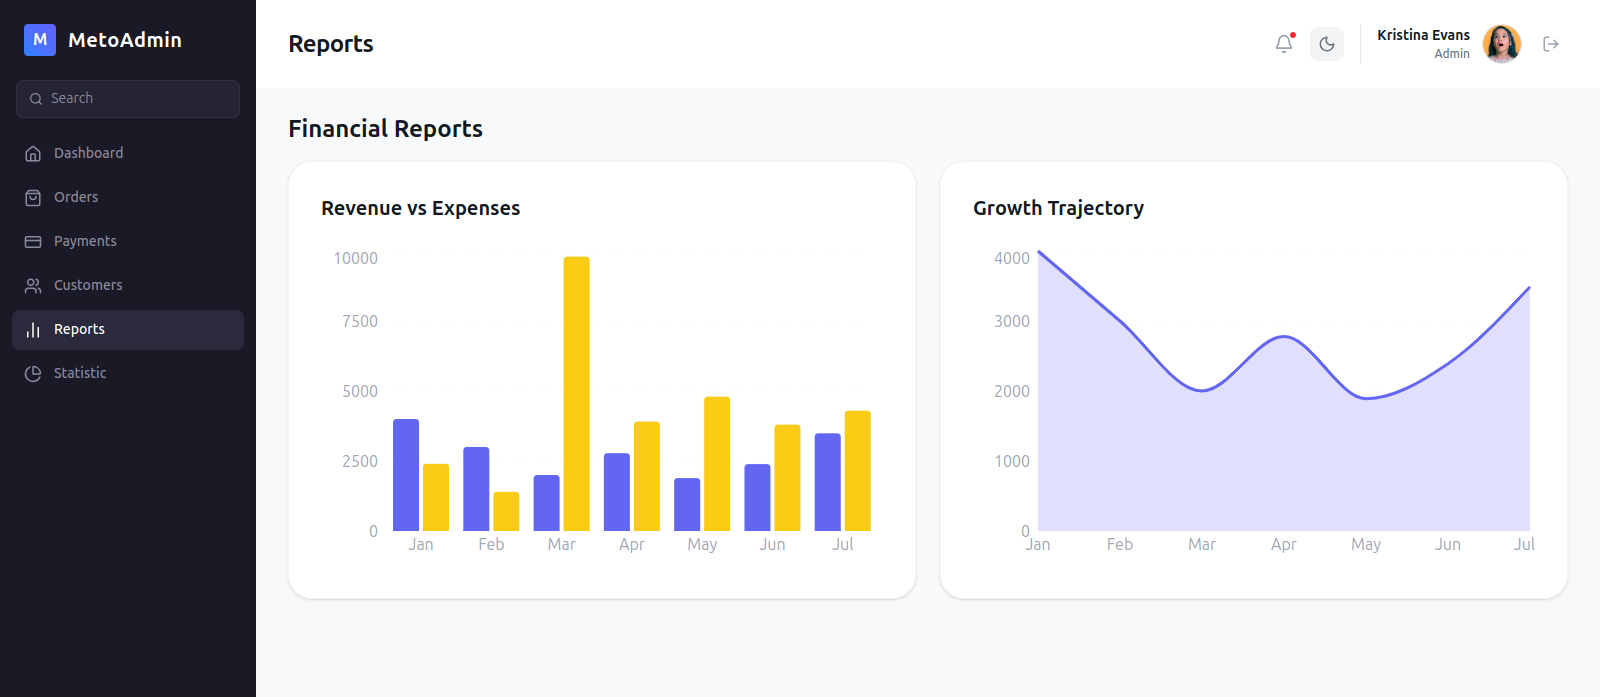 M MetoAdmin
Search
Dashboard
Orders
Payments
Customers
Reports
Statistic
Reports
Kristina Evans
Admin
Financial Reports
Revenue vs Expenses
10000
7500
5000
2500
0
Jan Feb Mar Apr May Jun Jul
Growth Trajectory
4000
3000
2000
1000
0
Jan Feb Mar Apr May Jun Jul